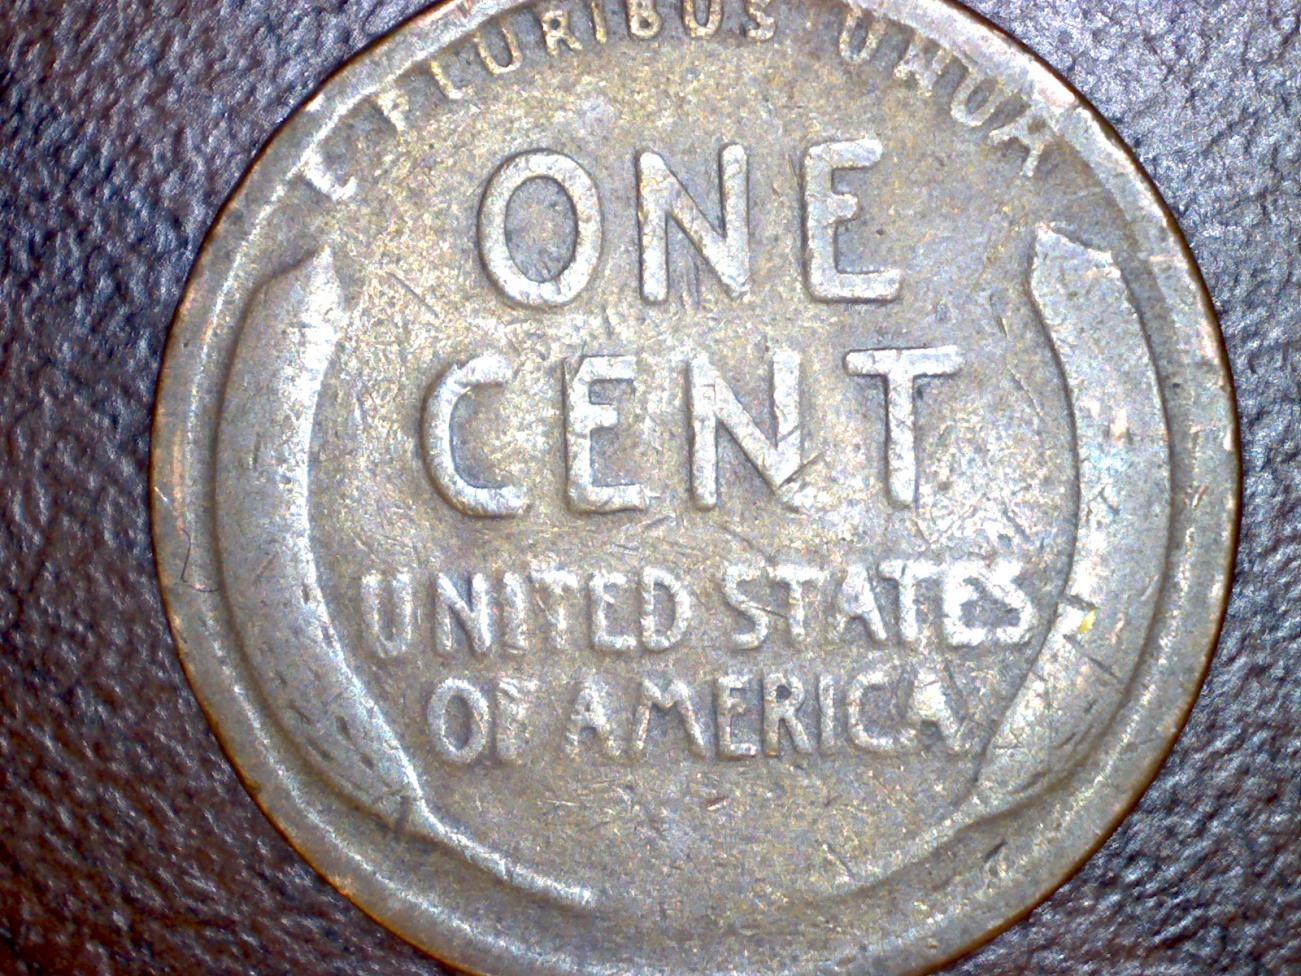 E PLURIBUS UNUM
ONE
CENT
UNITED STATES
OF AMERICA